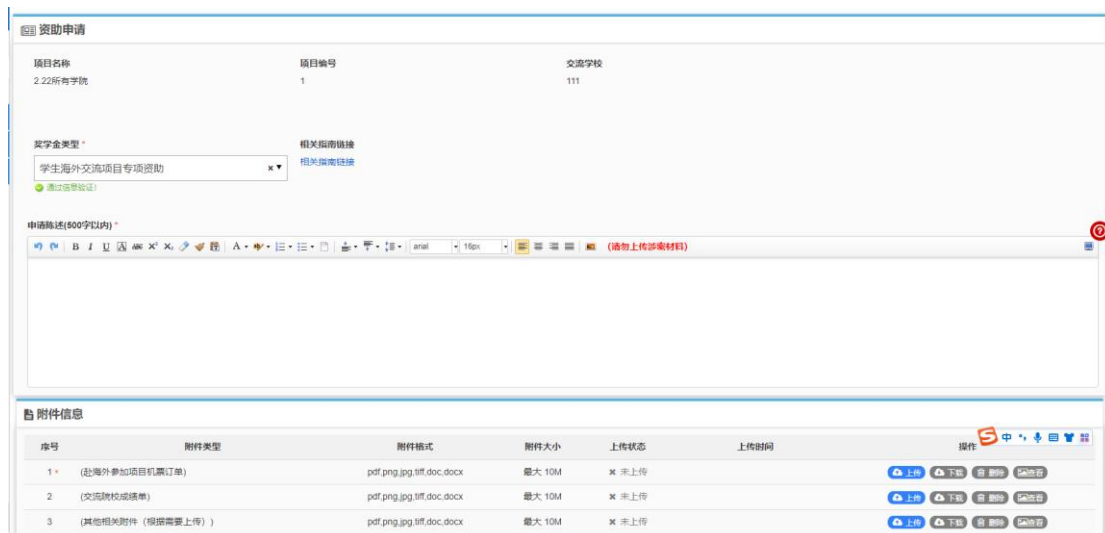 资助申请
项目名称 项目编号 交流学校
2.22所有学院 1 111
奖学金类型 * 相关指南链接
学生海外交流项目专项资助 相关指南链接
通过信息验证!
申请陈述(500字以内) *
arial 16px (请勿上传涉密材料)
附件信息
序号 附件类型 附件格式 附件大小 上传状态 上传时间 操作
中
1 * (赴海外参加项目机票订单) pdf,png,jpg,tiff,doc,docx 最大 10M 未上传 上传 下载 删除 查看
2 (交流院校成绩单) pdf,png,jpg,tiff,doc,docx 最大 10M 未上传 上传 下载 删除 查看
3 (其他相关附件(根据需要上传)) pdf,png,jpg,tiff,doc,docx 最大 10M 未上传 上传 下载 删除 查看